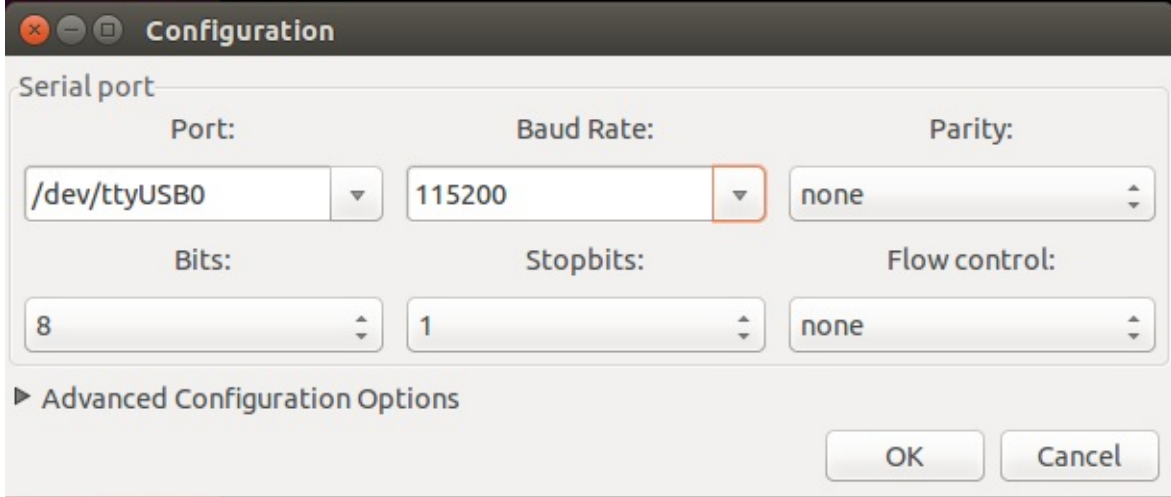 Configuration
Serial port
Port: Baud Rate: Parity:
/dev/ttyUSB0 115200 none
Bits: Stopbits: Flow control:
8 1 none
Advanced Configuration Options
OK Cancel